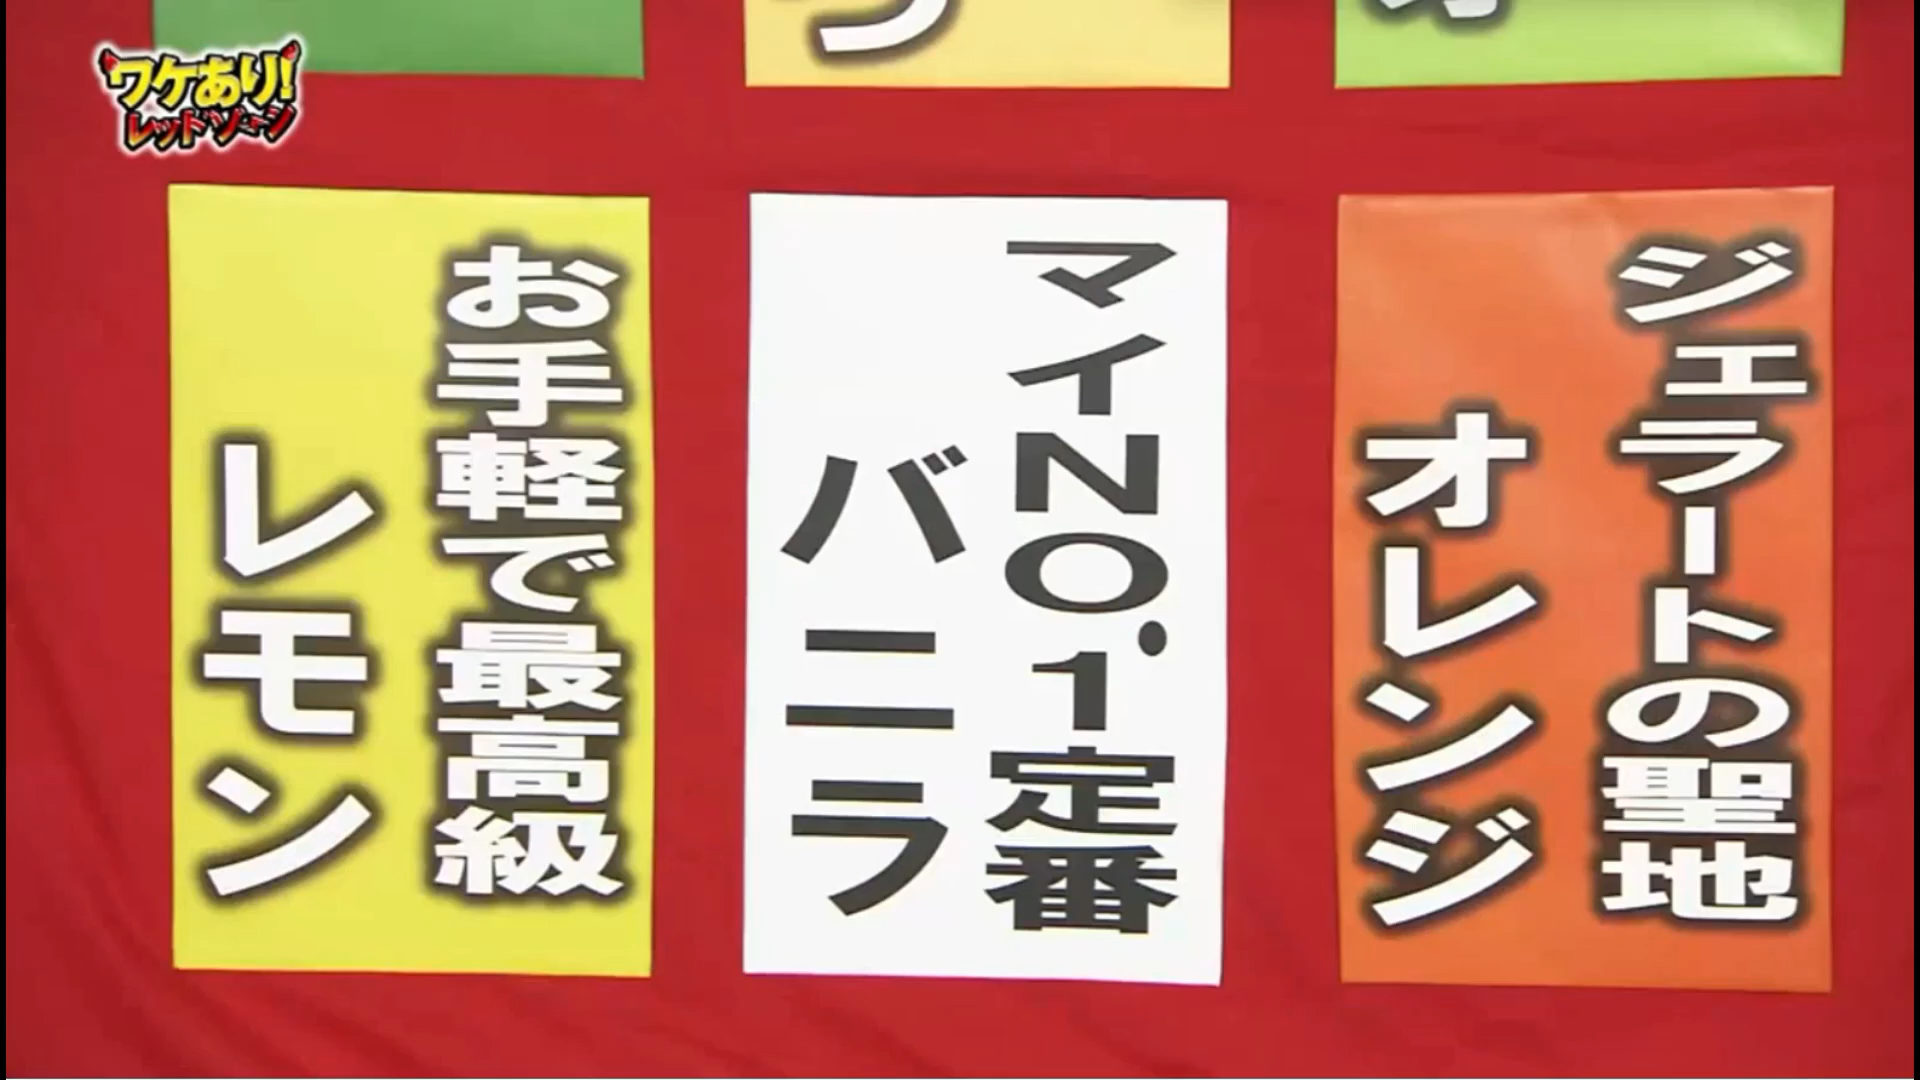 ワケあり!
レッドゾーン
ジェラートの聖地
オレンジ
マイNO.1定番
バニラ
お手軽で最高級
レモン